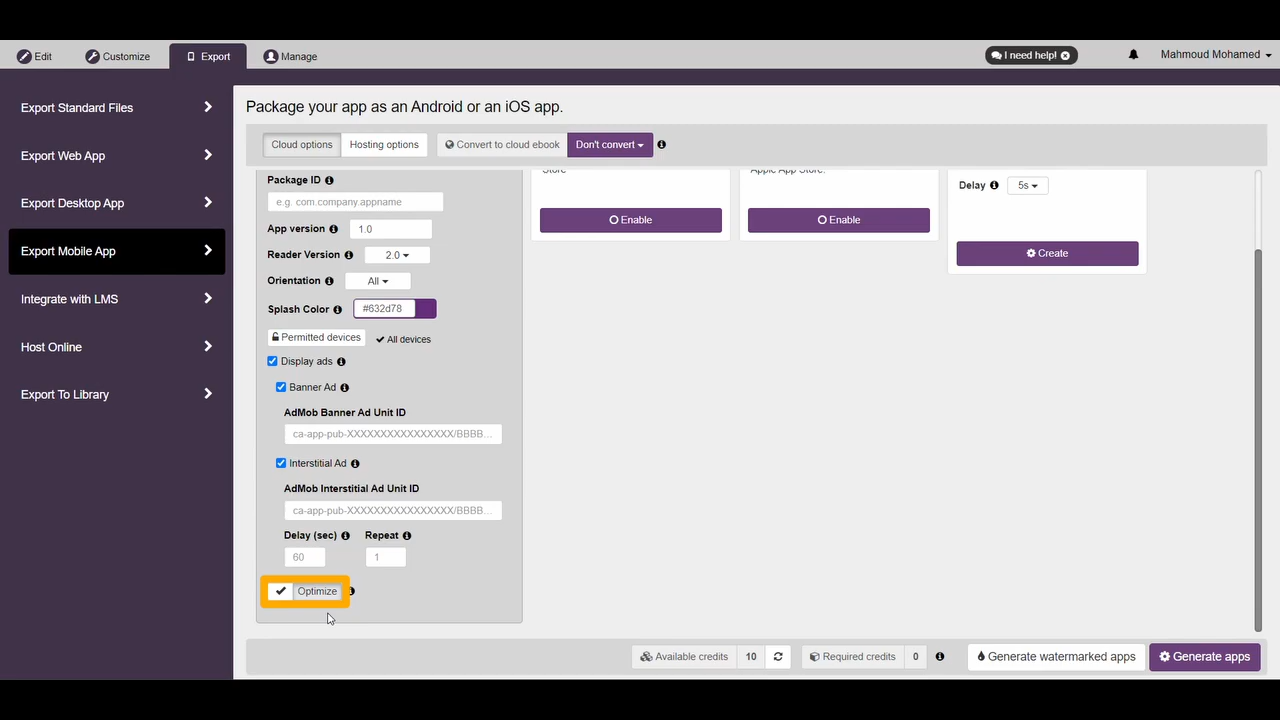 Edit
Customize
Export
Manage
I need help!
Mahmoud Mohamed
Export Standard Files
Export Web App
Export Desktop App
Export Mobile App
Integrate with LMS
Host Online
Export To Library
Package your app as an Android or an iOS app.
Cloud options
Hosting options
Convert to cloud ebook
Don't convert
Package ID
e.g. com.company.appname
App version
1.0
Reader Version
2.0
Orientation
All
Splash Color
#632d78
Permitted devices
All devices
Display ads
Banner Ad
AdMob Banner Ad Unit ID
ca-app-pub-XXXXXXXXXXXXXXXX/BBBB...
Interstitial Ad
AdMob Interstitial Ad Unit ID
ca-app-pub-XXXXXXXXXXXXXXXX/BBBB...
Delay (sec)
Repeat
60
1
Optimize
Store
Enable
Apple App Store.
Enable
Delay
5s
Create
Available credits
10
Required credits
0
Generate watermarked apps
Generate apps